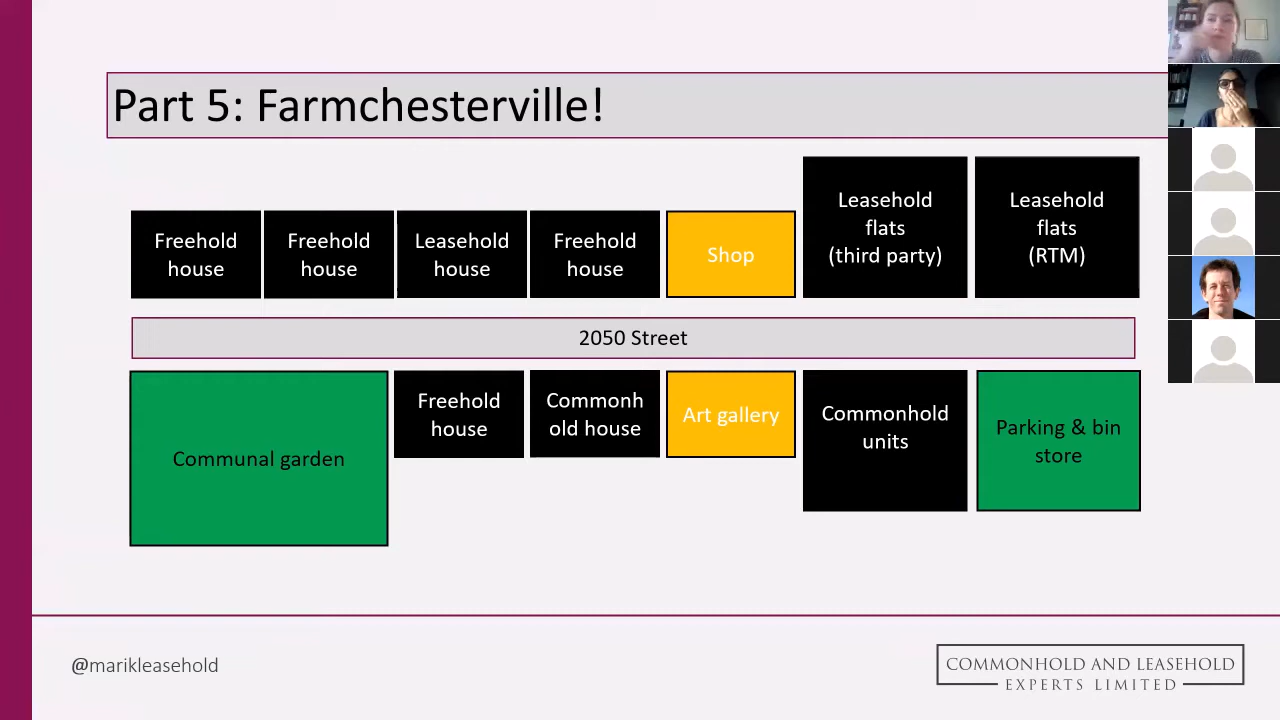 Part 5: Farmchesterville!
Freehold
house
Freehold
house
Leasehold
house
Freehold
house
Shop
Leasehold
flats
(third party)
Leasehold
flats
(RTM)
2050 Street
Communal garden
Freehold
house
Commonh
old house
Art gallery
Commonhold
units
Parking & bin
store
@marikleasehold
COMMONHOLD AND LEASEHOLD
EXPERTS LIMITED